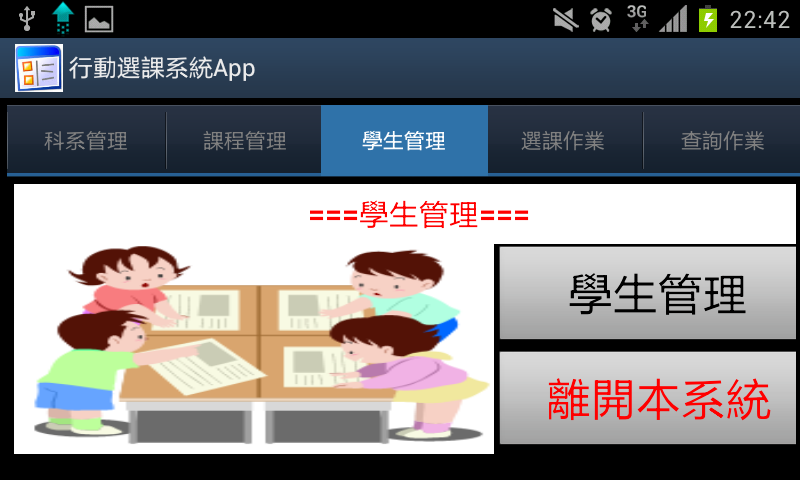 3G 22:42
行動選課系統App
科系管理 課程管理 學生管理 選課作業 查詢作業
===學生管理===
學生管理
離開本系統